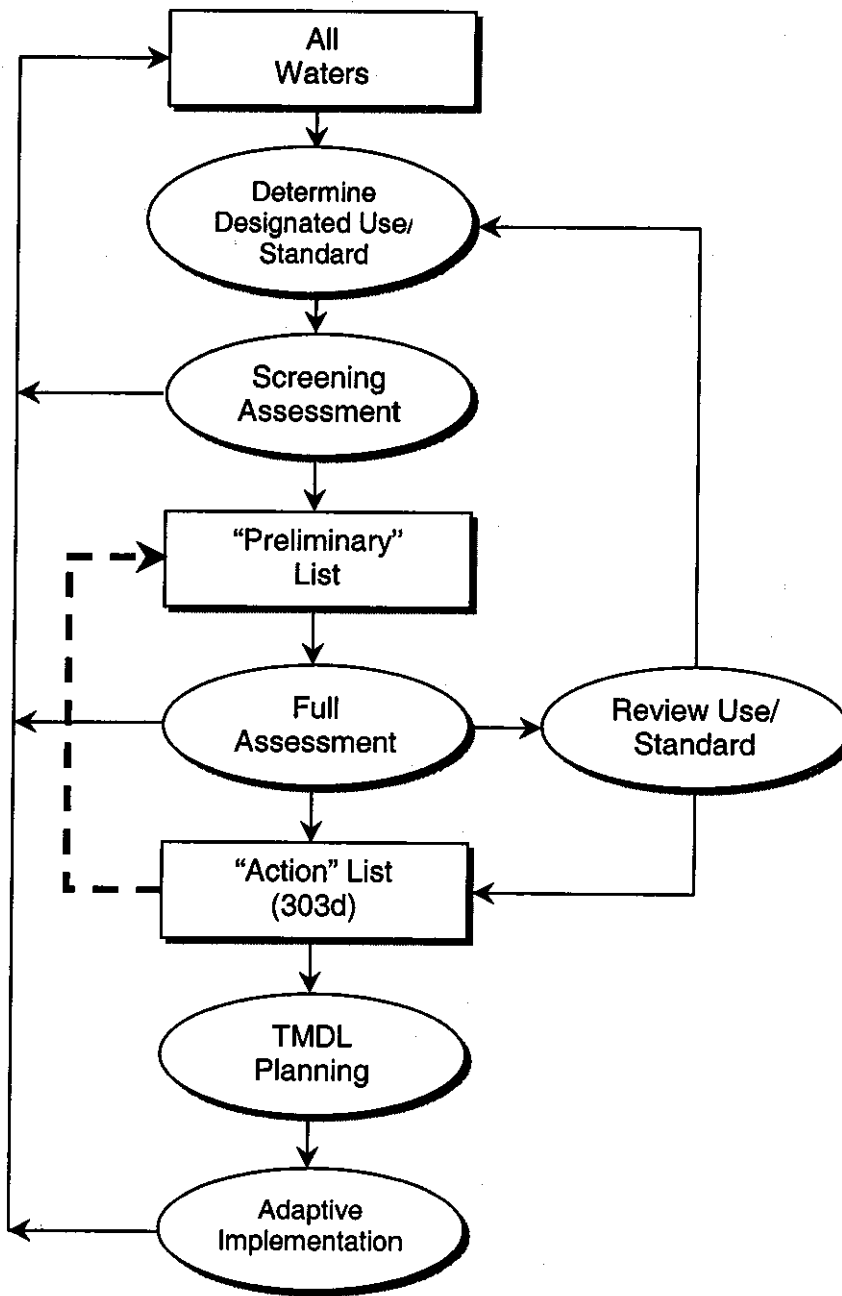 All
Waters
Determine
Designated Use/
Standard
Screening
Assessment
“Preliminary”
List
Full
Assessment
Review Use/
Standard
“Action” List
(303d)
TMDL
Planning
Adaptive
Implementation